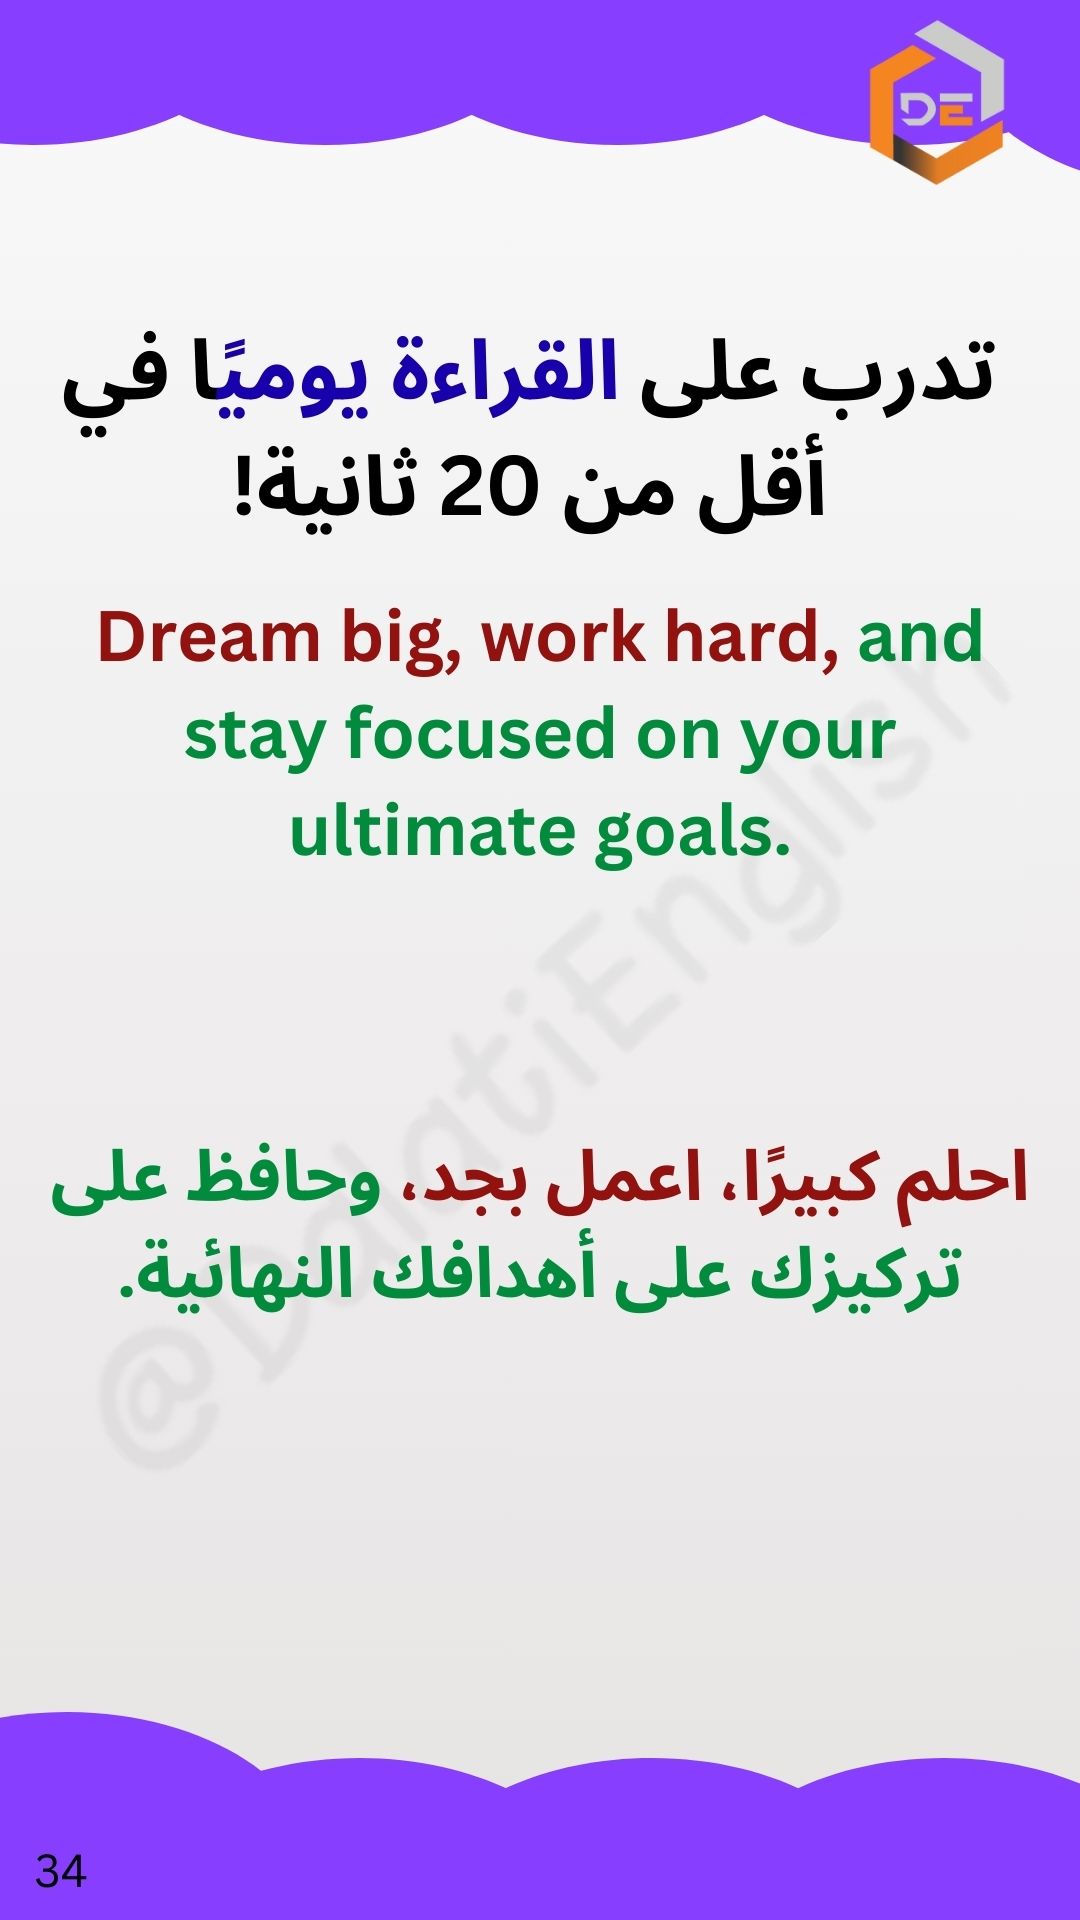 DE
تدرب على القراءة يوميًا في
أقل من 20 ثانية!
Dream big, work hard, and
stay focused on your
ultimate goals.
احلم كبيرًا، اعمل بجد، وحافظ على
تركيزك على أهدافك النهائية.
@DalatiEnglish
34